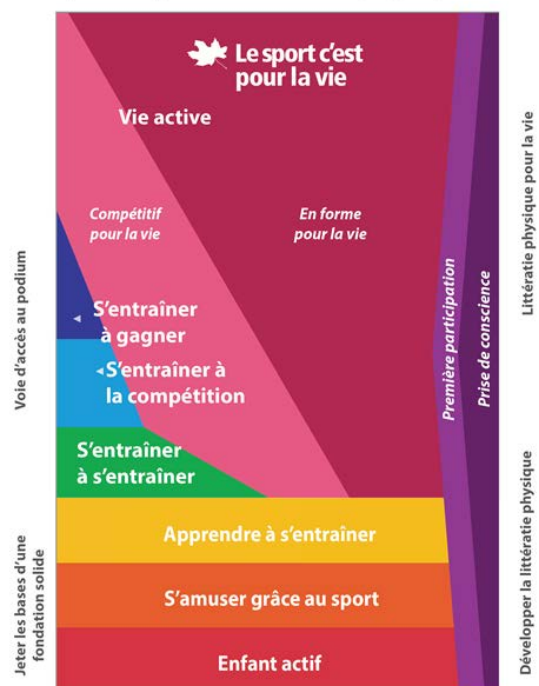 Le sport c'est
pour la vie
Vie active
Compétitif
pour la vie
En forme
pour la vie
S'entraîner
à gagner
S'entraîner à
la compétition
S'entraîner
à s'entraîner
Apprendre à s'entraîner
S'amuser grâce au sport
Enfant actif
Voie d'accès au podium
Jeter les bases d'une
fondation solide
Première participation
Prise de conscience
Littératie physique pour la vie
Développer la littératie physique